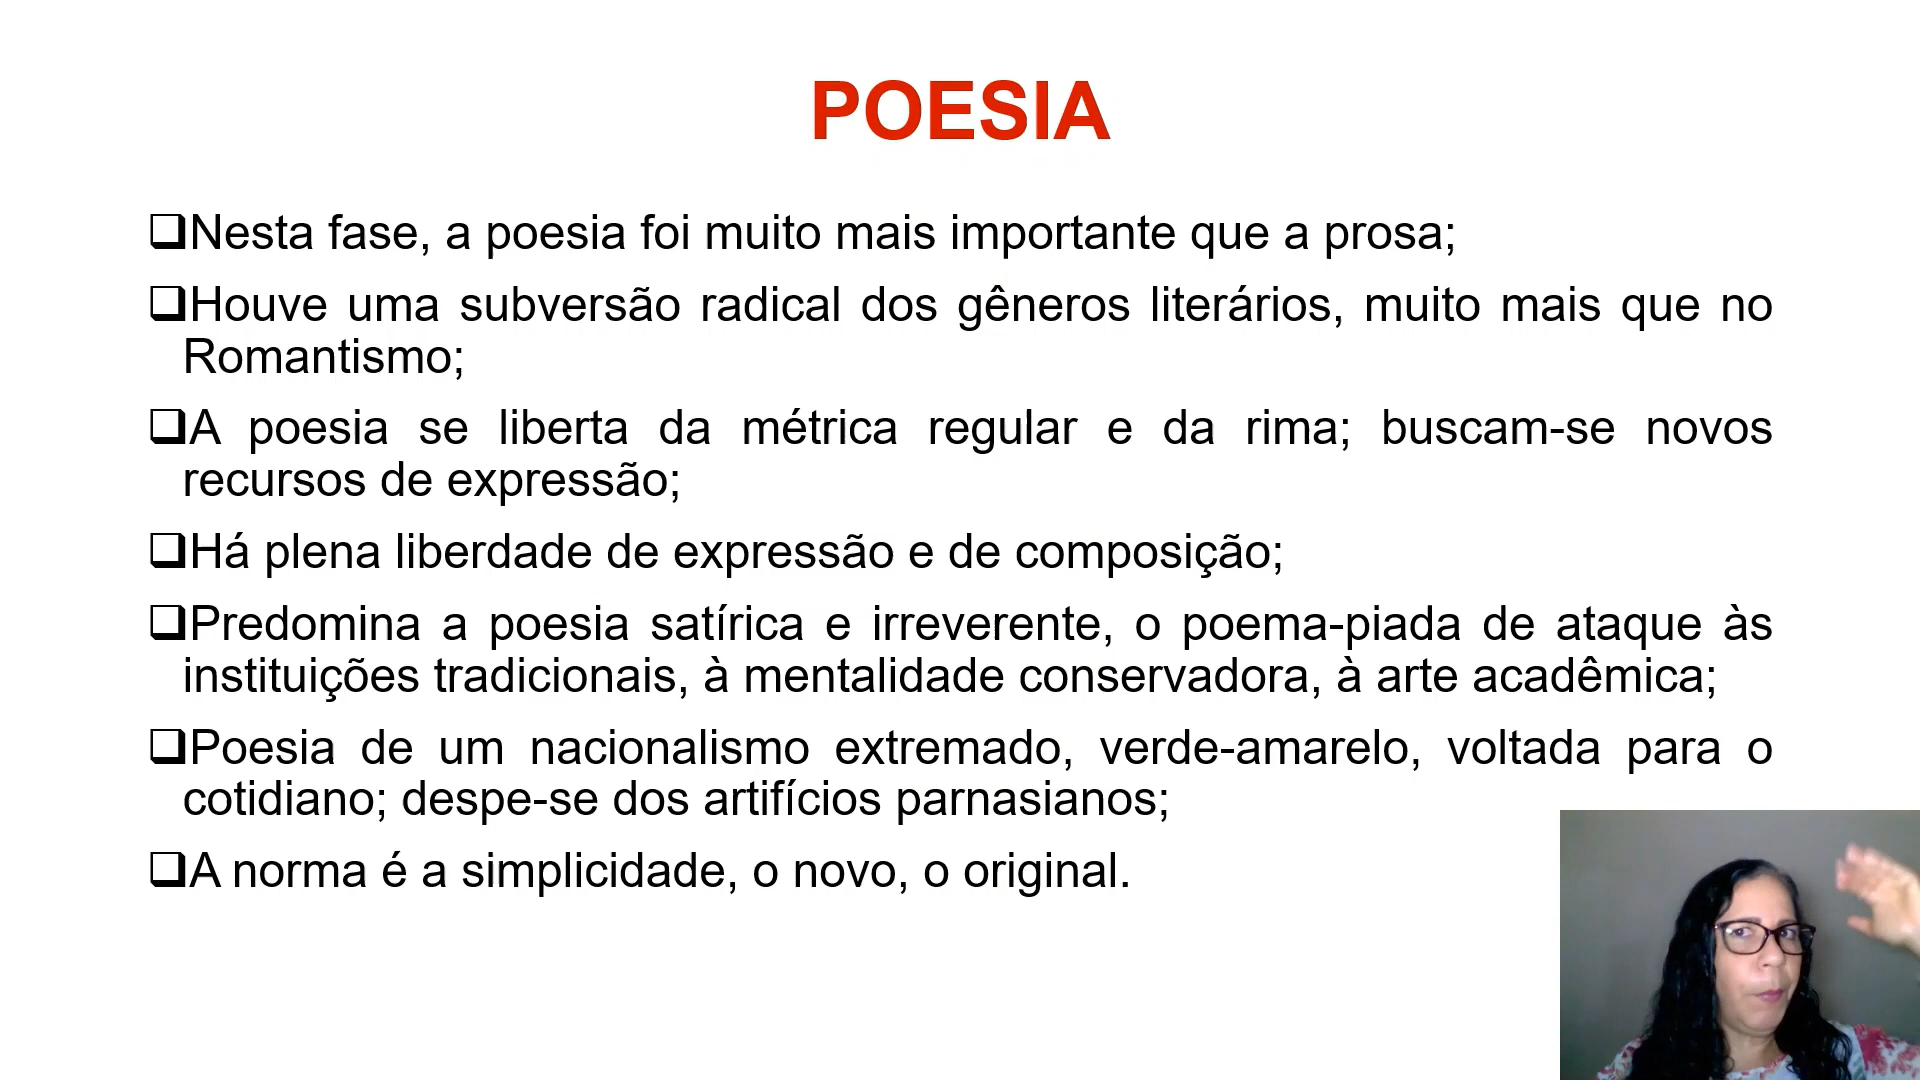 POESIA
❑Nesta fase, a poesia foi muito mais importante que a prosa;
❑Houve uma subversão radical dos gêneros literários, muito mais que no
Romantismo;
❑A poesia se liberta da métrica regular e da rima; buscam-se novos
recursos de expressão;
❑Há plena liberdade de expressão e de composição;
❑Predomina a poesia satírica e irreverente, o poema-piada de ataque às
instituições tradicionais, à mentalidade conservadora, à arte acadêmica;
❑Poesia de um nacionalismo extremado, verde-amarelo, voltada para o
cotidiano; despe-se dos artifícios parnasianos;
❑A norma é a simplicidade, o novo, o original.